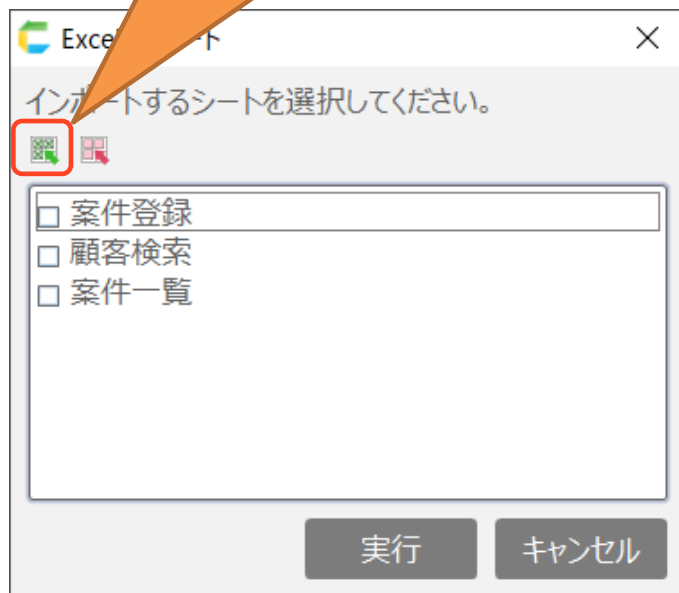 Excel ート
インポートするシートを選択してください。
案件登録
顧客検索
案件一覧
実行
キャンセル